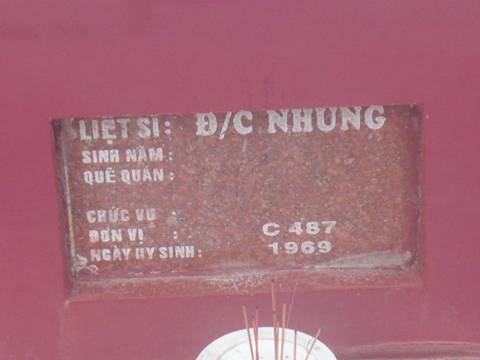 LIỆT SĨ: Đ/C NHUNG
SINH NĂM:
QUÊ QUÁN:
CHỨC VỤ :
ĐƠN VỊ : C 487
NGÀY HY SINH: 1969